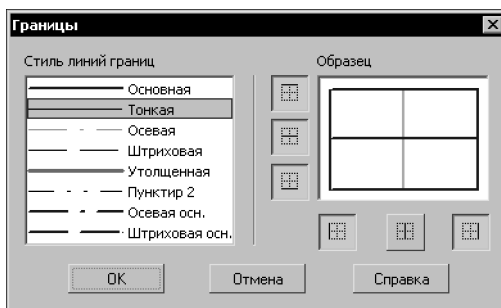 Границы
Стиль линий границ
Образец
Основная
Тонкая
Осевая
Штриховая
Утолщенная
Пунктир 2
Осевая осн.
Штриховая осн.
OK
Отмена
Справка